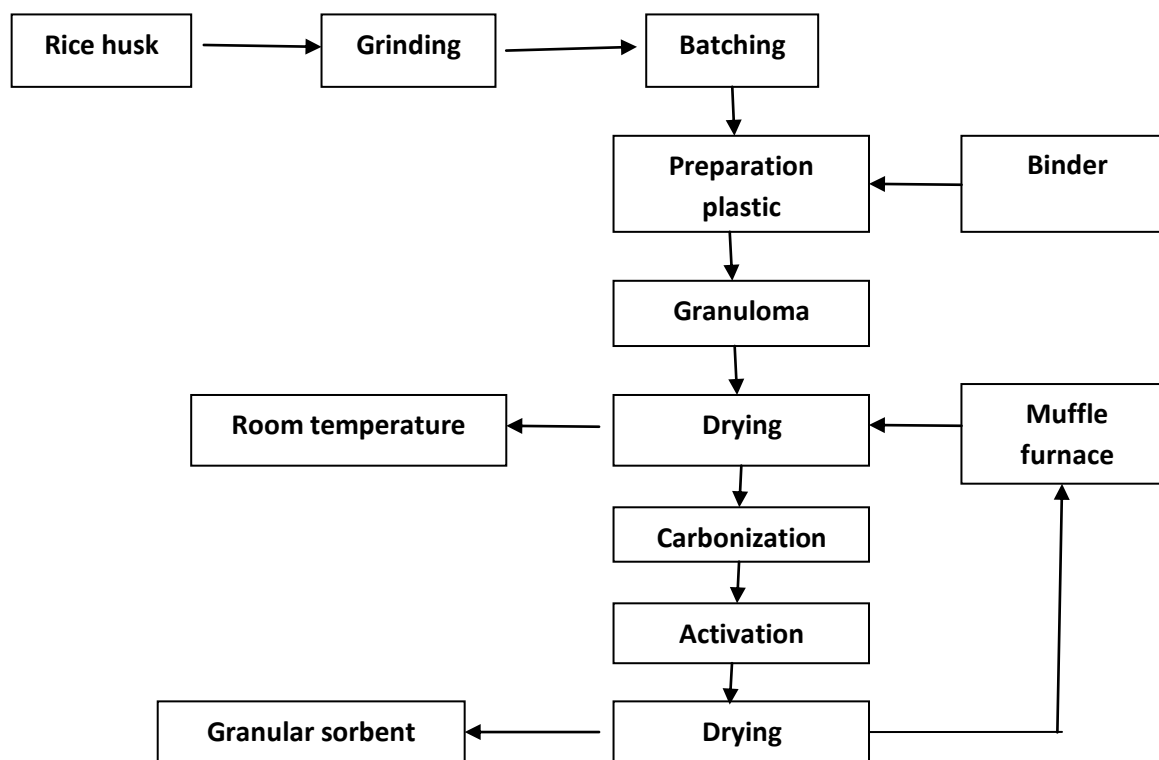 Rice husk
Grinding
Batching
Preparation
plastic
Binder
Granuloma
Room temperature
Drying
Muffle
furnace
Carbonization
Activation
Granular sorbent
Drying